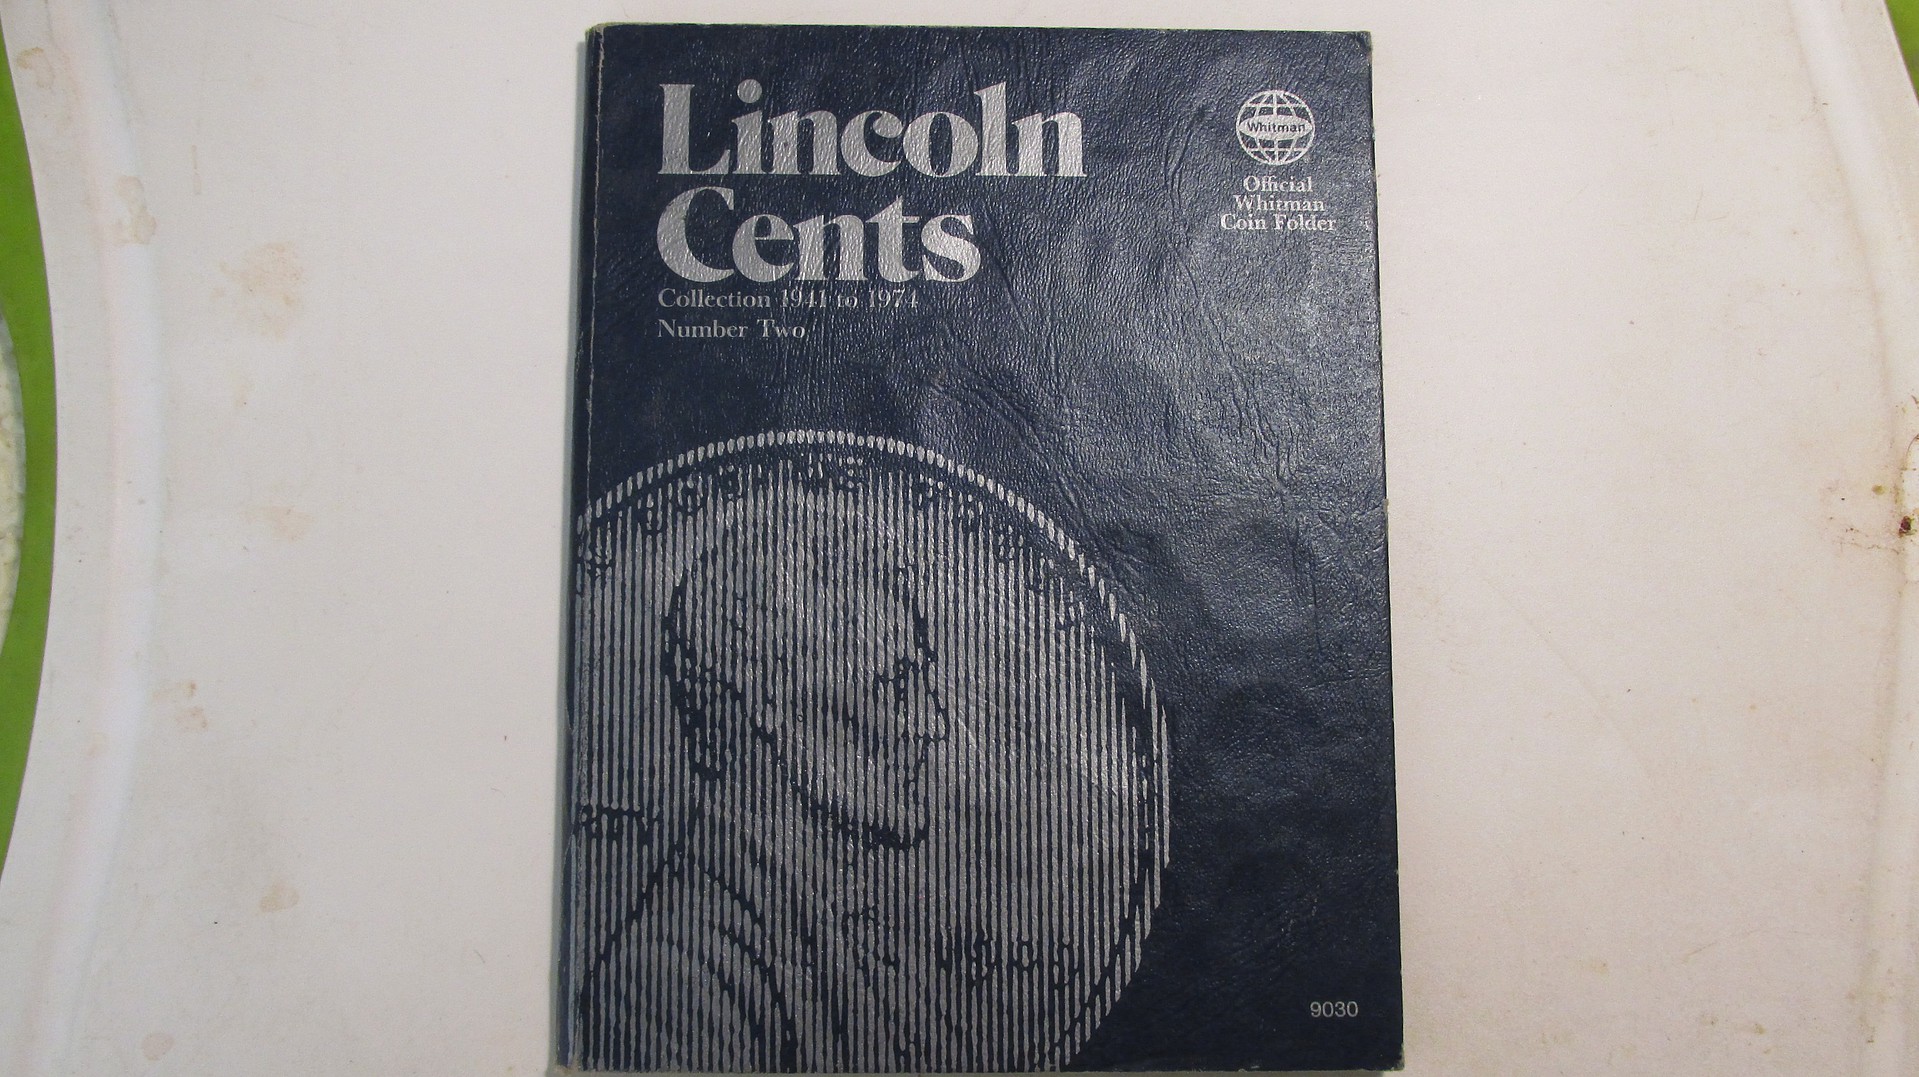 Lincoln
Cents
Collection 1941 to 1974
Number Two
Whitman
Official
Whitman
Coin Folder
9030